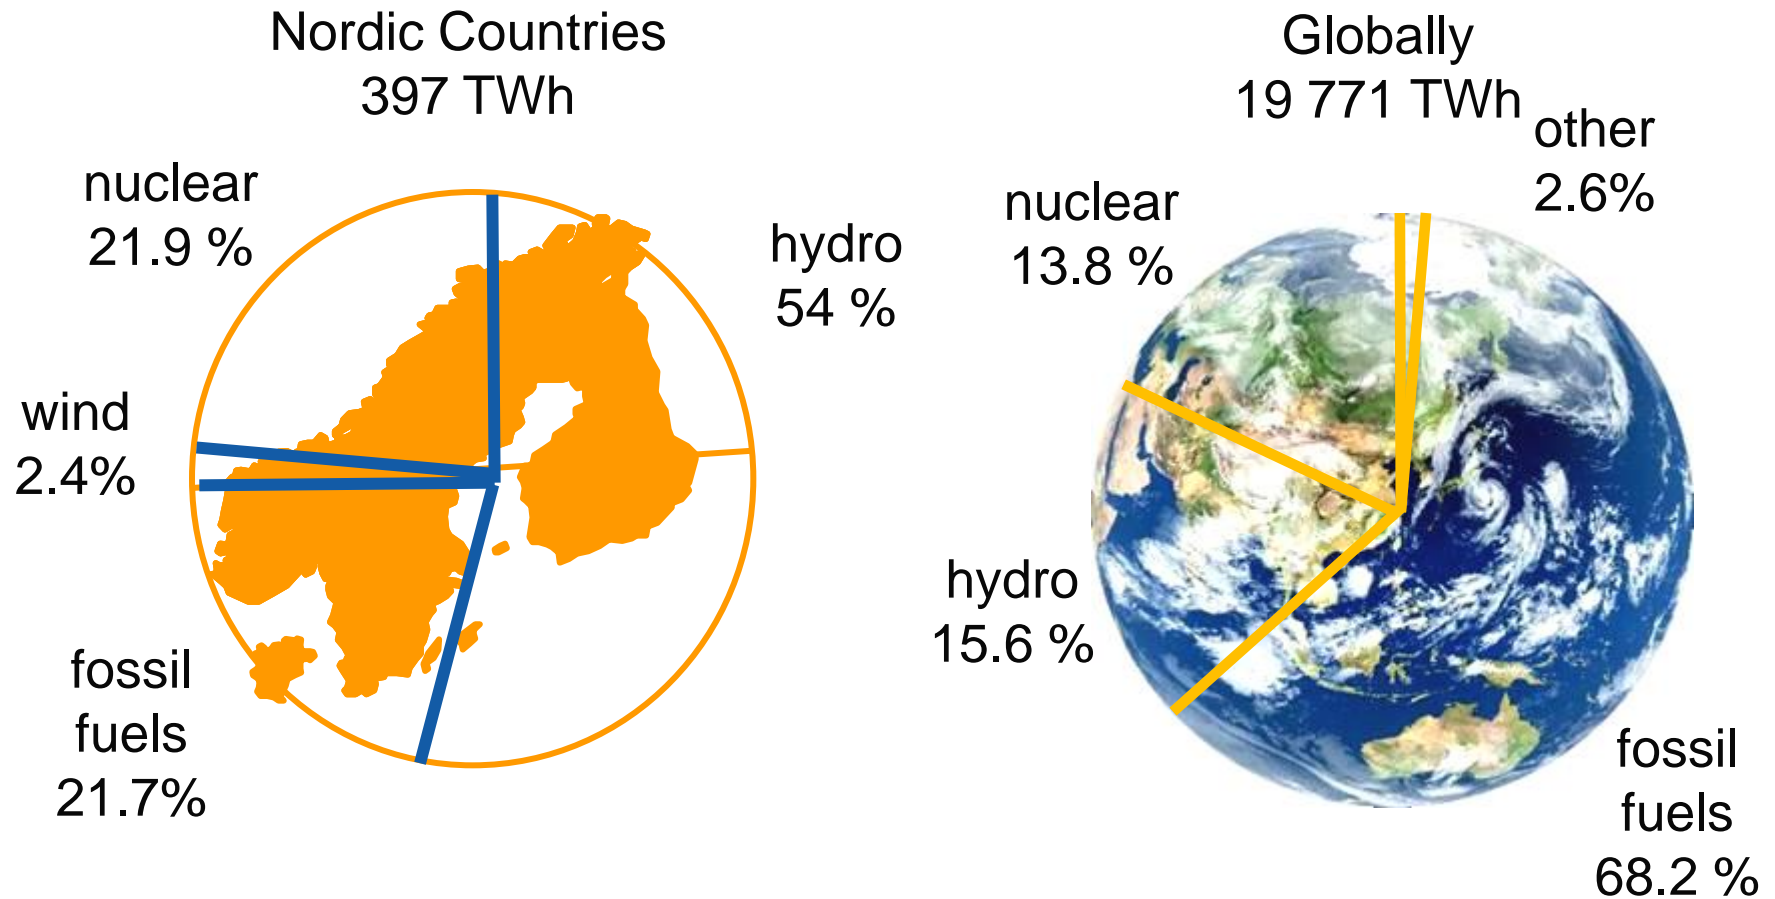 Nordic Countries
397 TWh
nuclear
21.9 %
hydro
54 %
wind
2.4%
fossil
fuels
21.7%
Globally
19 771 TWh
other
2.6%
nuclear
13.8 %
hydro
15.6 %
fossil
fuels
68.2 %